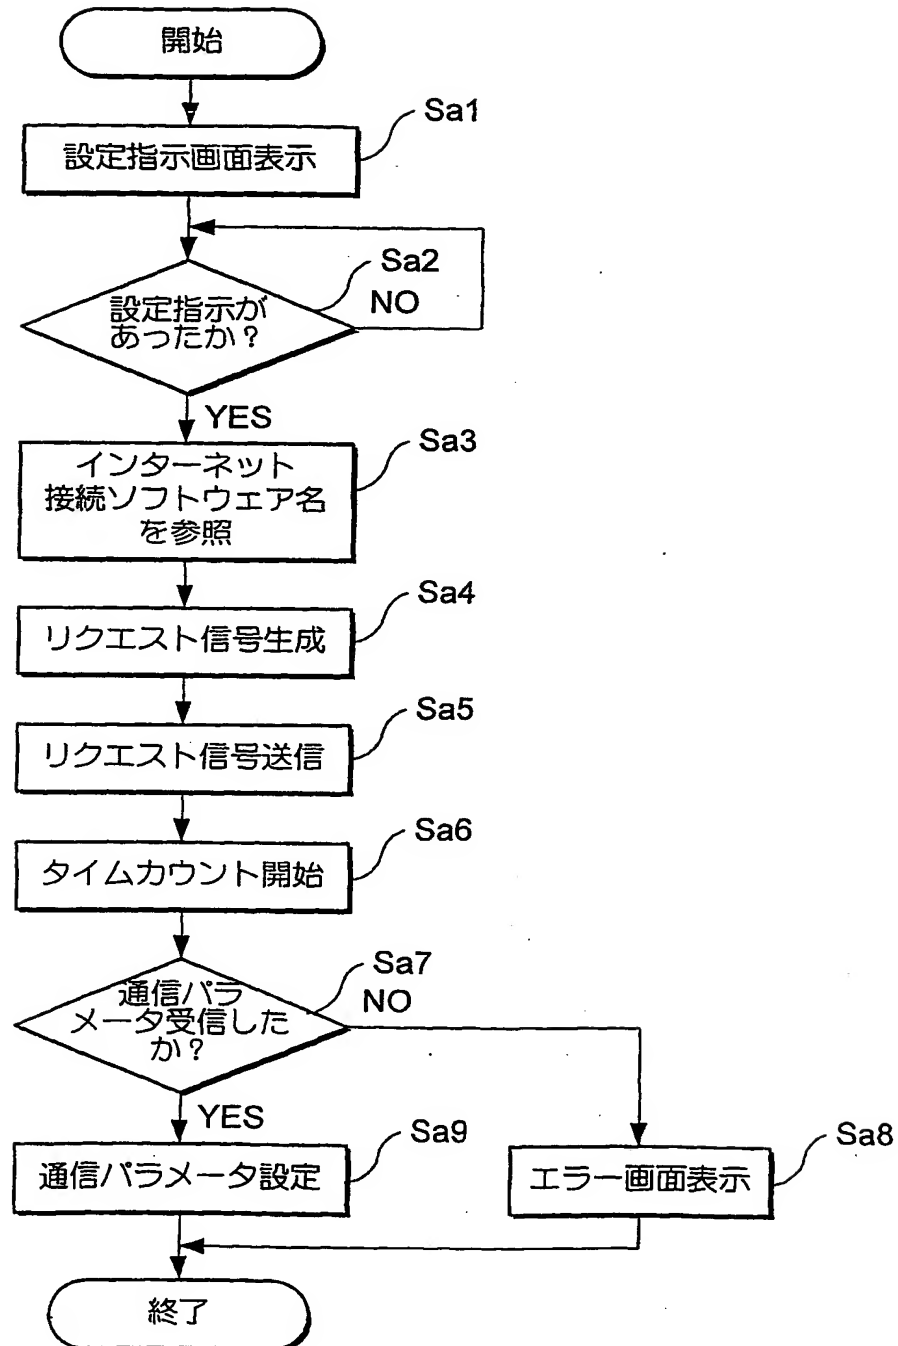 開始
Sa1
設定指示画面表示
Sa2
設定指示が
あったか？
NO
YES
Sa3
インターネット
接続ソフトウェア名
を参照
Sa4
リクエスト信号生成
Sa5
リクエスト信号送信
Sa6
タイムカウント開始
Sa7
通信パラ
メータ受信した
か？
NO
YES
Sa9
通信パラメータ設定
Sa8
エラー画面表示
終了